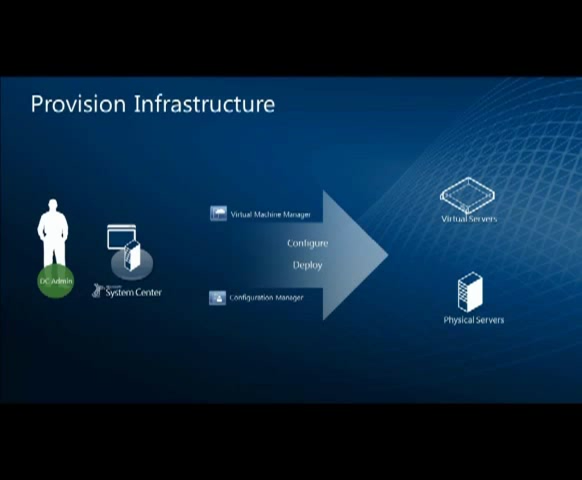 Provision Infrastructure
Virtual Machine Manager
Virtual Servers
Configure
Deploy
DC Admin
System Center
Configuration Manager
Physical Servers